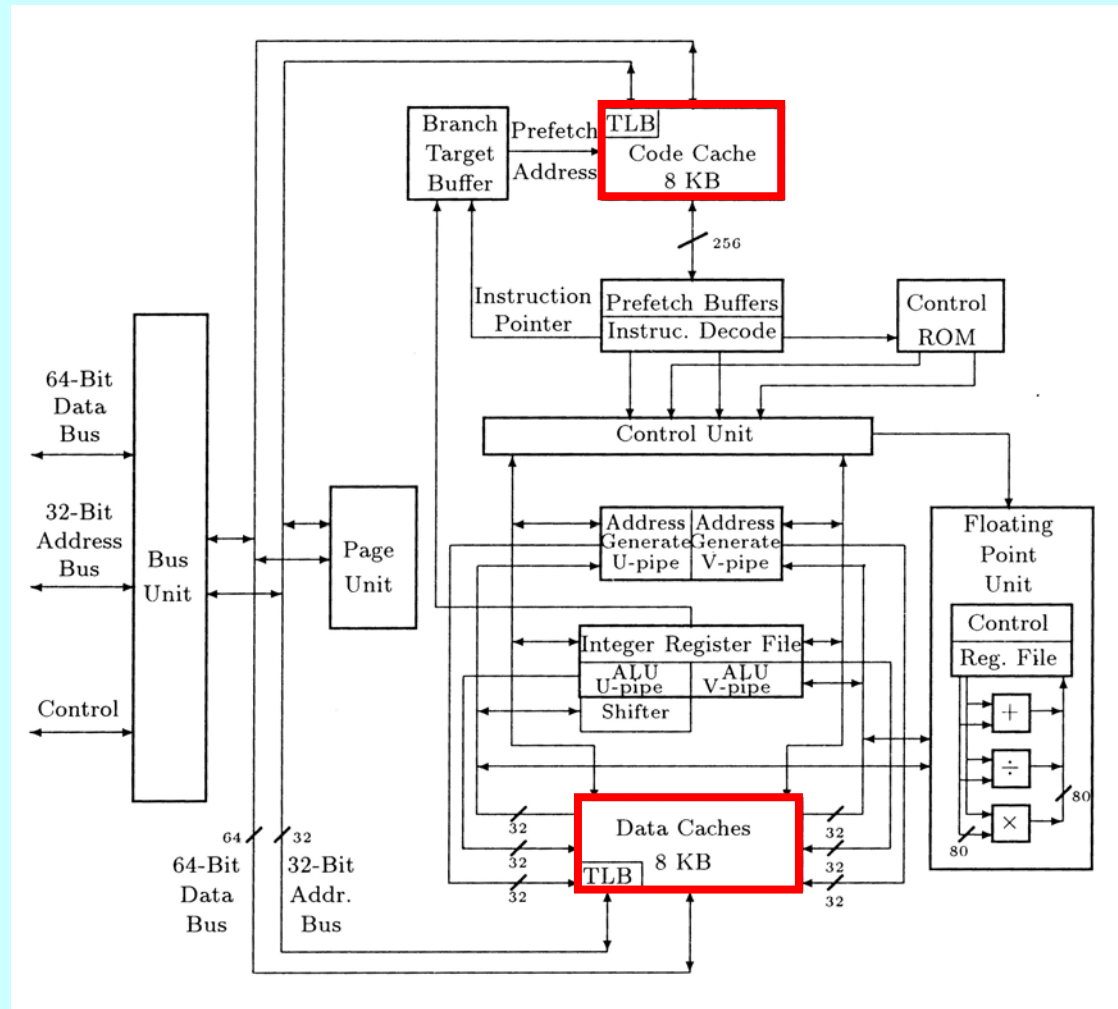 Branch
Target
Buffer
Prefetch
Address
TLB
Code Cache
8 KB
256
Instruction
Pointer
Prefetch Buffers
Instruc. Decode
Control
ROM
64-Bit
Data
Bus
32-Bit
Address
Bus
Control
Bus
Unit
Page
Unit
Control Unit
Address
Generate
U-pipe
Address
Generate
V-pipe
Integer Register File
ALU
U-pipe
ALU
V-pipe
Shifter
Floating
Point
Unit
Control
Reg. File
+
÷
×
80
80
Data Caches
8 KB
TLB
32
32
32
32
32
32
64
32
64-Bit
Data
Bus
32-Bit
Addr.
Bus